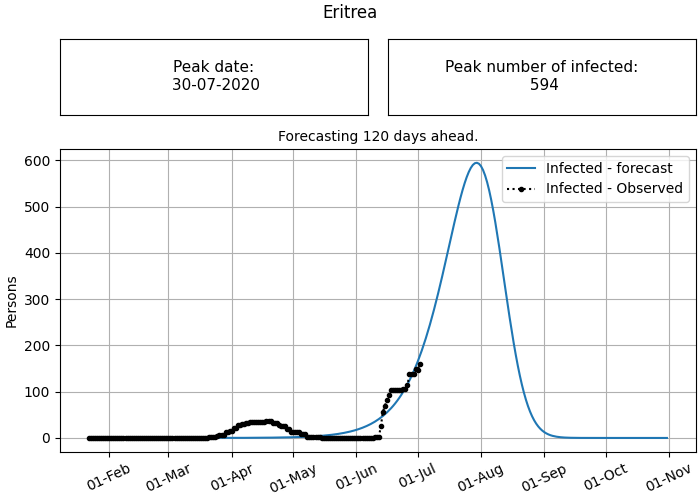 Eritrea
Peak date:
30-07-2020
Peak number of infected:
594
Forecasting 120 days ahead.
Infected - forecast
Infected - Observed
Persons
600
500
400
300
200
100
0
01-Feb
01-Mar
01-Apr
01-May
01-Jun
01-Jul
01-Aug
01-Sep
01-Oct
01-Nov